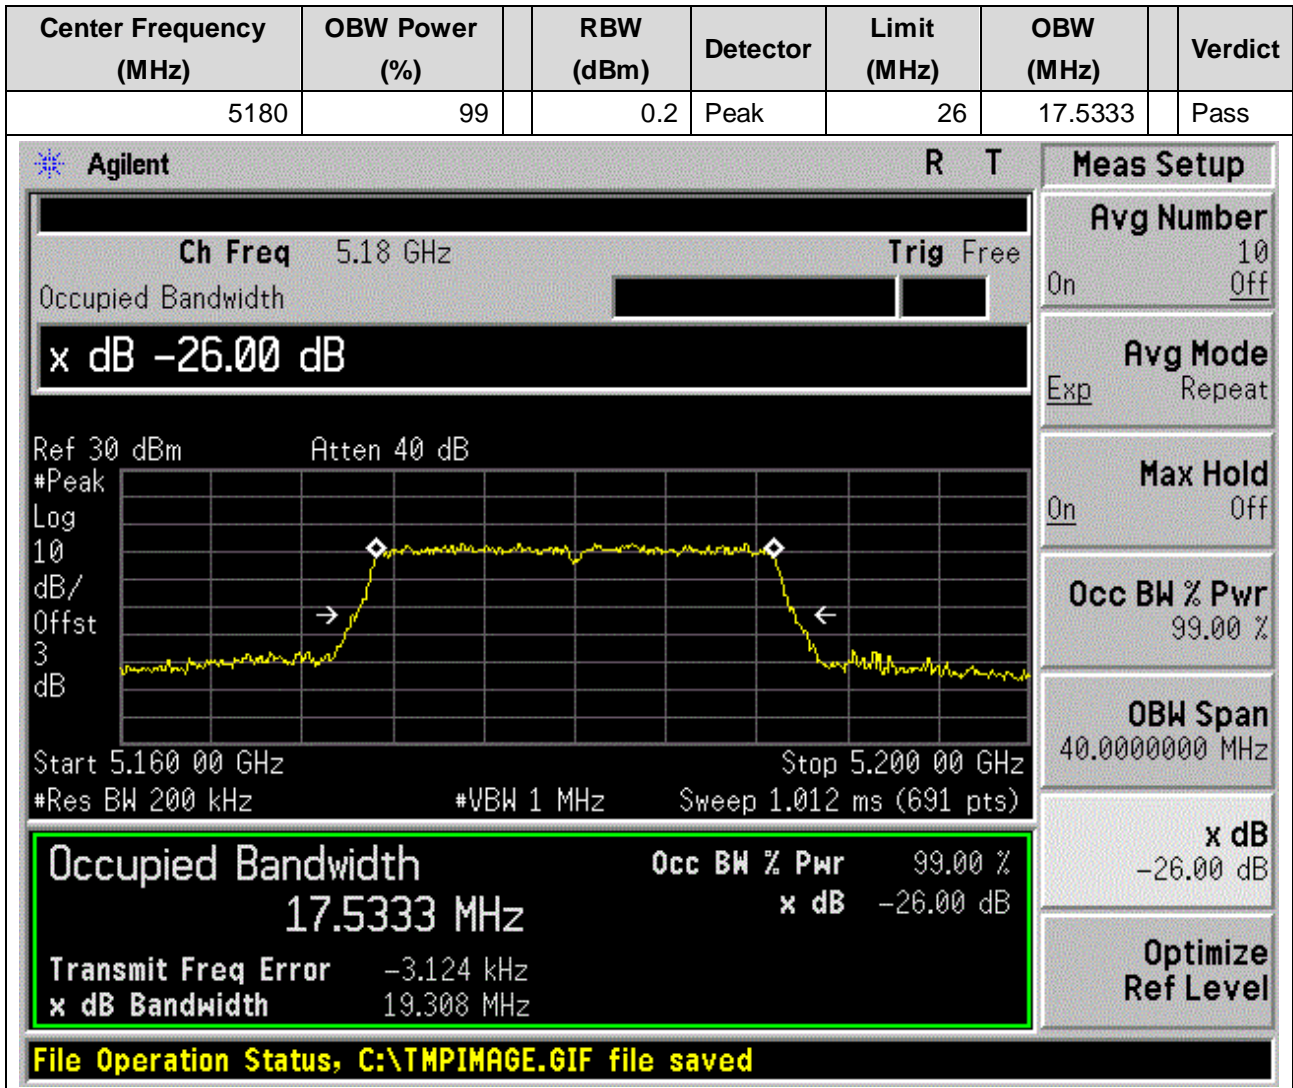 Center Frequency (MHz) OBW Power (%) RBW (dBm) Detector Limit (MHz) OBW (MHz) Verdict
5180 99 0.2 Peak 26 17.5333 Pass
Agilent R T Meas Setup
Ch Freq 5.18 GHz Trig Free
Occupied Bandwidth
x dB -26.00 dB
Ref 30 dBm Atten 40 dB
#Peak
Log
10
dB/
Offst
3
dB
Start 5.160 00 GHz Stop 5.200 00 GHz
#Res BW 200 kHz #VBW 1 MHz Sweep 1.012 ms (691 pts)
Occupied Bandwidth
17.5333 MHz
Occ BW % Pwr 99.00 %
x dB -26.00 dB
Transmit Freq Error -3.124 kHz
x dB Bandwidth 19.308 MHz
File Operation Status, C:\TMPIMAGE.GIF file saved
Avg Number
10
On Off
Avg Mode
Exp Repeat
Max Hold
On Off
Occ BW % Pwr
99.00 %
OBW Span
40.0000000 MHz
x dB
-26.00 dB
Optimize
Ref Level